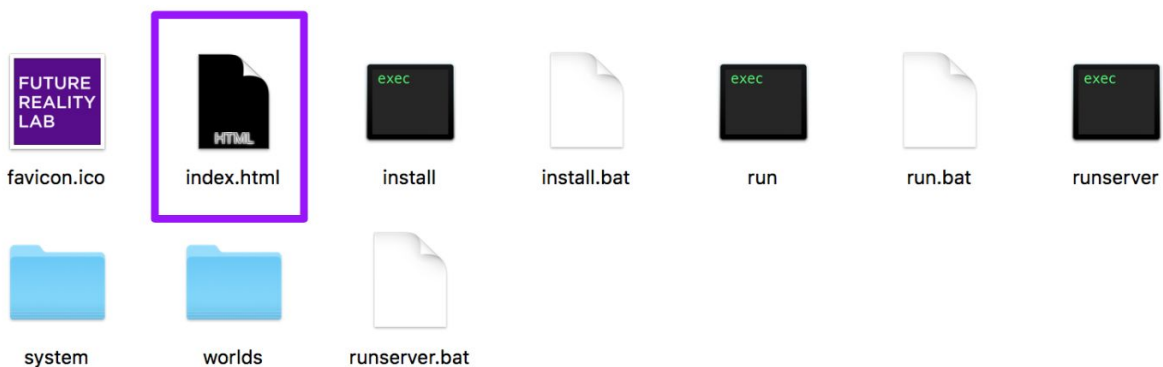 FUTURE
REALITY
LAB
HTML
exec
exec
exec
favicon.ico
index.html
install
install.bat
run
run.bat
runserver
system
worlds
runserver.bat